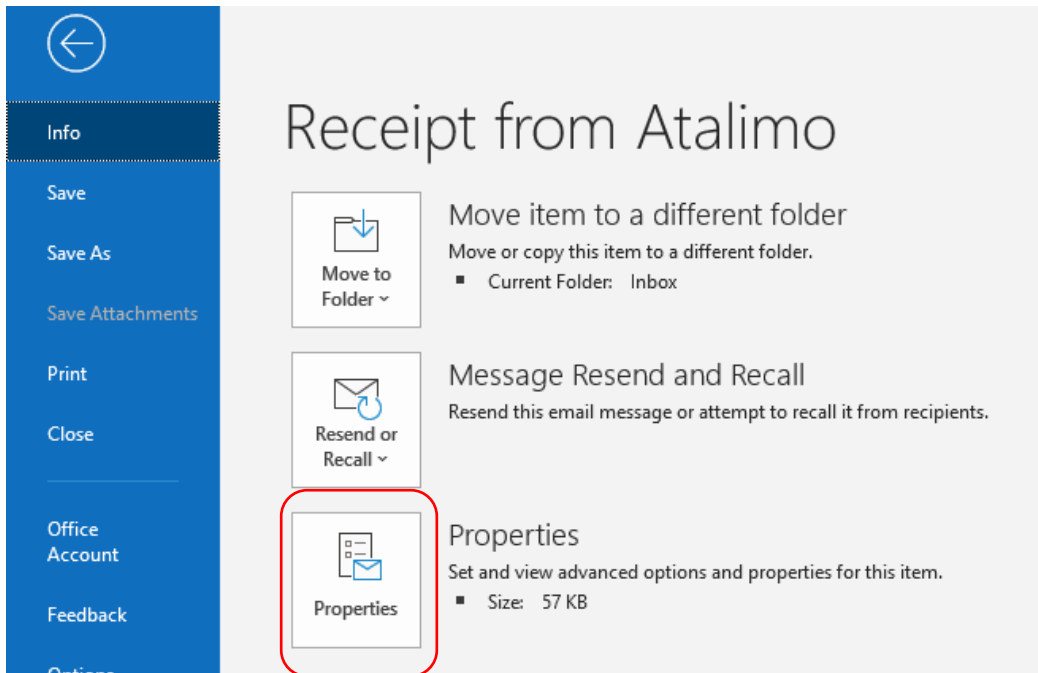 Info
Save
Save As
Save Attachments
Print
Close
Office
Account
Feedback
Options
Receipt from Atalimo
Move to
Folder
Move item to a different folder
Move or copy this item to a different folder.
▪ Current Folder: Inbox
Resend or
Recall
Message Resend and Recall
Resend this email message or attempt to recall it from recipients.
Properties
Properties
Set and view advanced options and properties for this item.
▪ Size: 57 KB